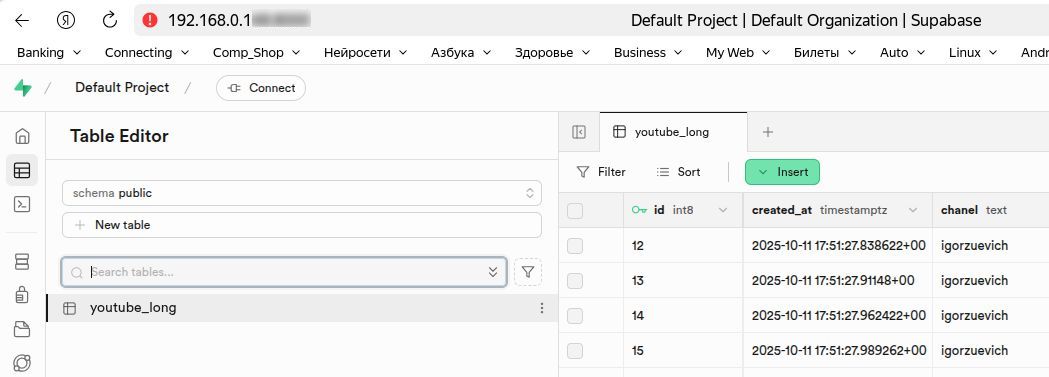 192.168.0.1
Default Project | Default Organization | Supabase
Banking Connecting Comp_Shop Нейросети Азбука Здоровье Business My Web Билеты Auto Linux Andr
/ Default Project / Connect
Table Editor
youtube_long
schema public
Filter Sort Insert
New table
id int8 created_at timestamptz chanel text
Search tables...
12 2025-10-11 17:51:27.838622+00 igorzuevich
13 2025-10-11 17:51:27.91148+00 igorzuevich
youtube_long
14 2025-10-11 17:51:27.962422+00 igorzuevich
15 2025-10-11 17:51:27.989262+00 igorzuevich